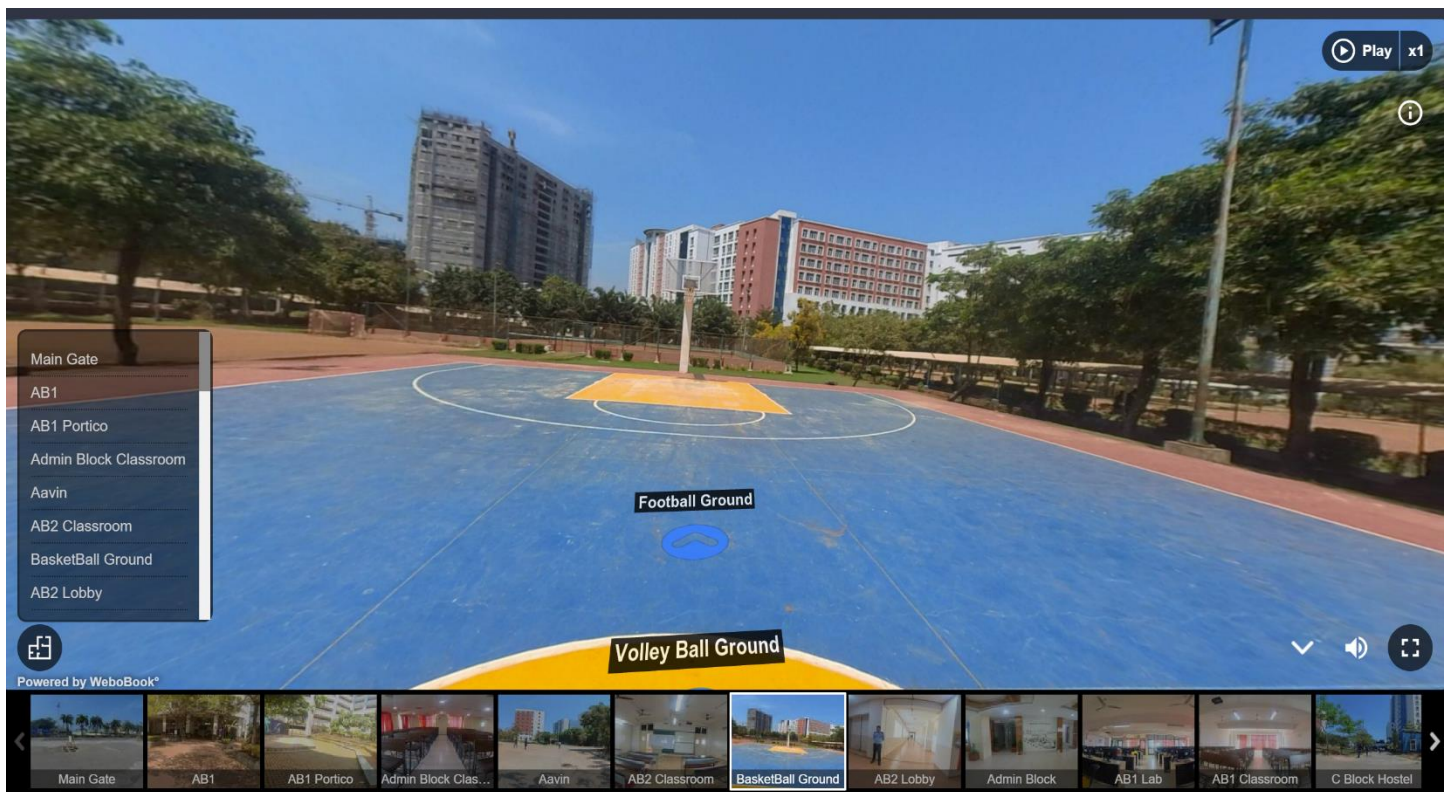 Play x1
Main Gate
AB1
AB1 Portico
Admin Block Classroom
Aavin
AB2 Classroom
BasketBall Ground
AB2 Lobby
Football Ground
Volley Ball Ground
Powered by WeboBook®
Main Gate
AB1
AB1 Portico
Admin Block Clas...
Aavin
AB2 Classroom
BasketBall Ground
AB2 Lobby
Admin Block
AB1 Lab
AB1 Classroom
C Block Hostel